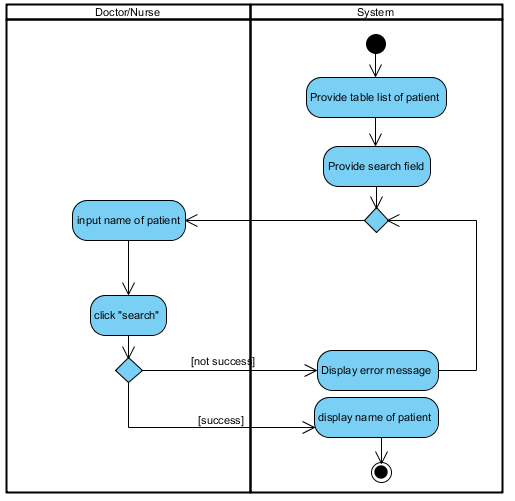 Doctor/Nurse
System
Provide table list of patient
Provide search field
input name of patient
click "search"
[not success]
Display error message
[success]
display name of patient